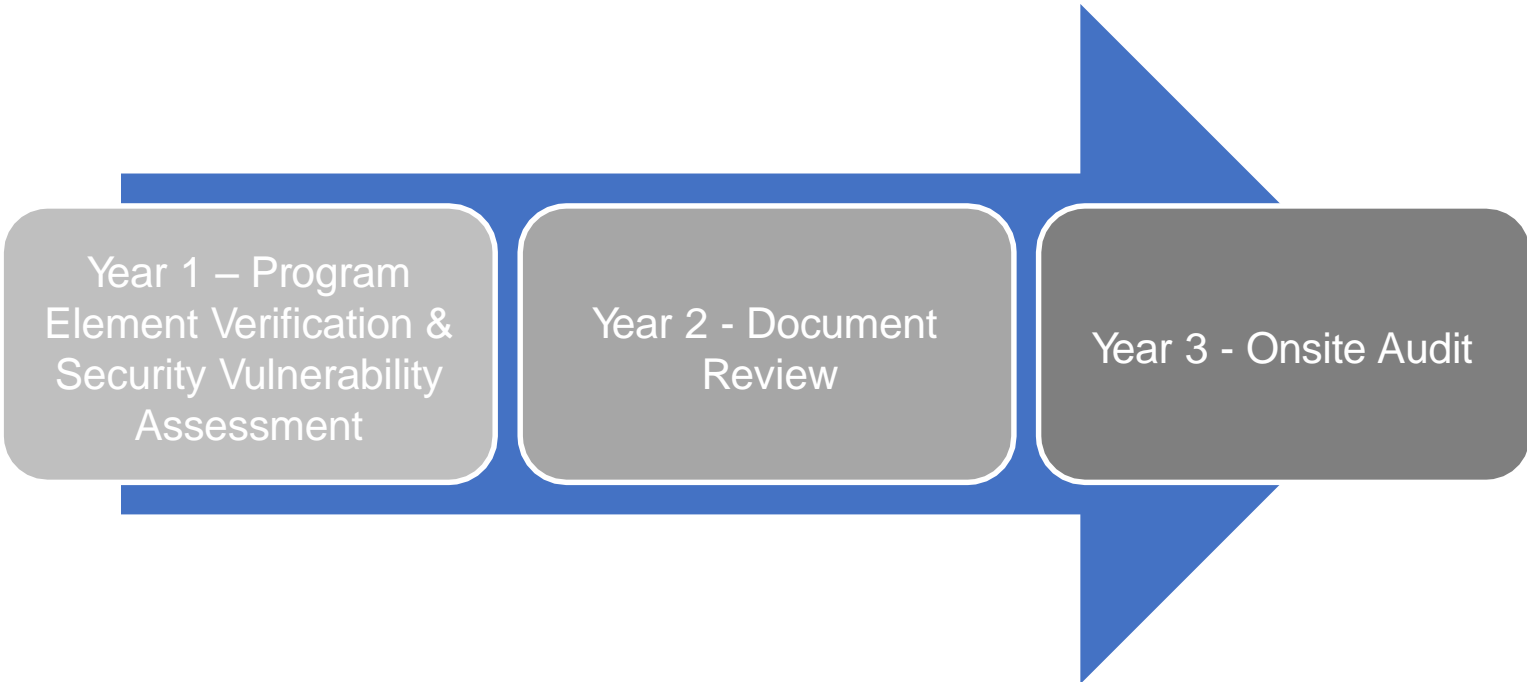 Year 1 – Program
Element Verification &
Security Vulnerability
Assessment
Year 2 - Document
Review
Year 3 - Onsite Audit